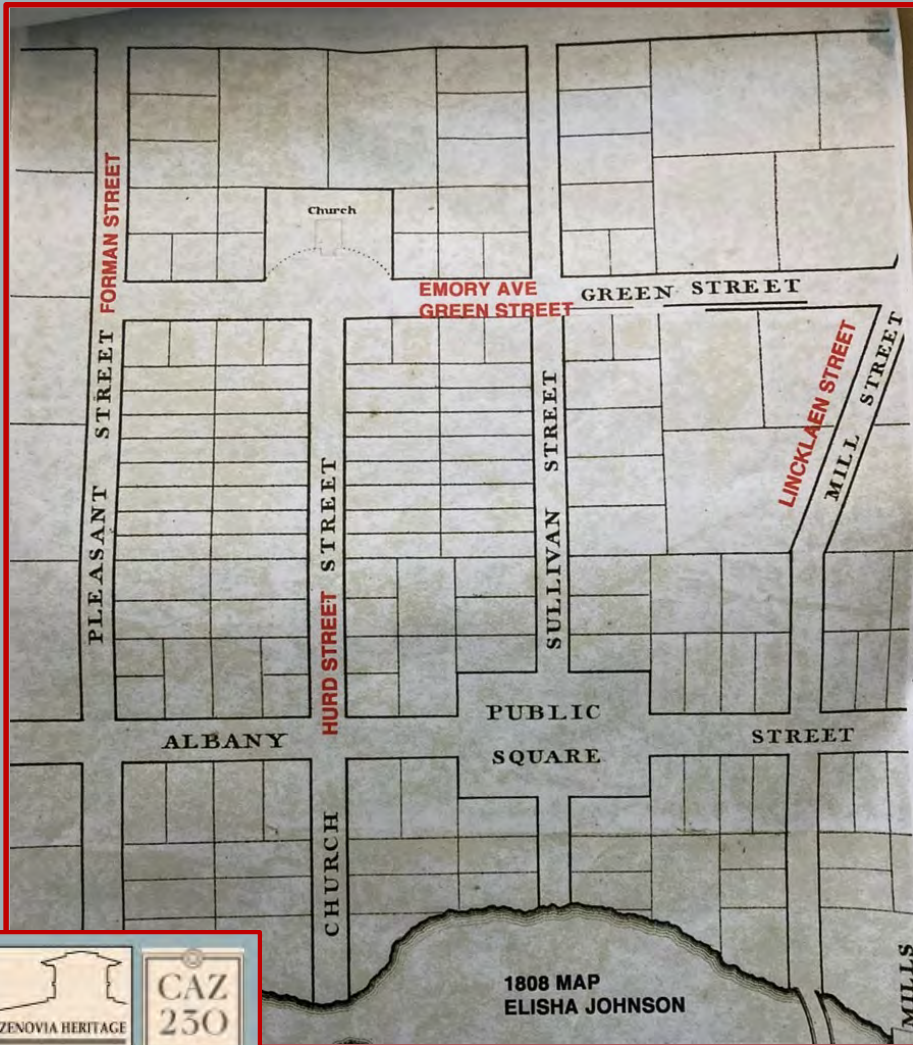 Church
FORMAN STREET
EMORY AVE
GREEN STREET
GREEN STREET
PLEASANT STREET
HURD STREET
CHURCH STREET
SULLIVAN STREET
LINCKLAEN STREET
MILL STREET
PUBLIC
SQUARE
ALBANY STREET
1808 MAP
ELISHA JOHNSON
MILLS
ZENOVIA HERITAGE
CAZ
230